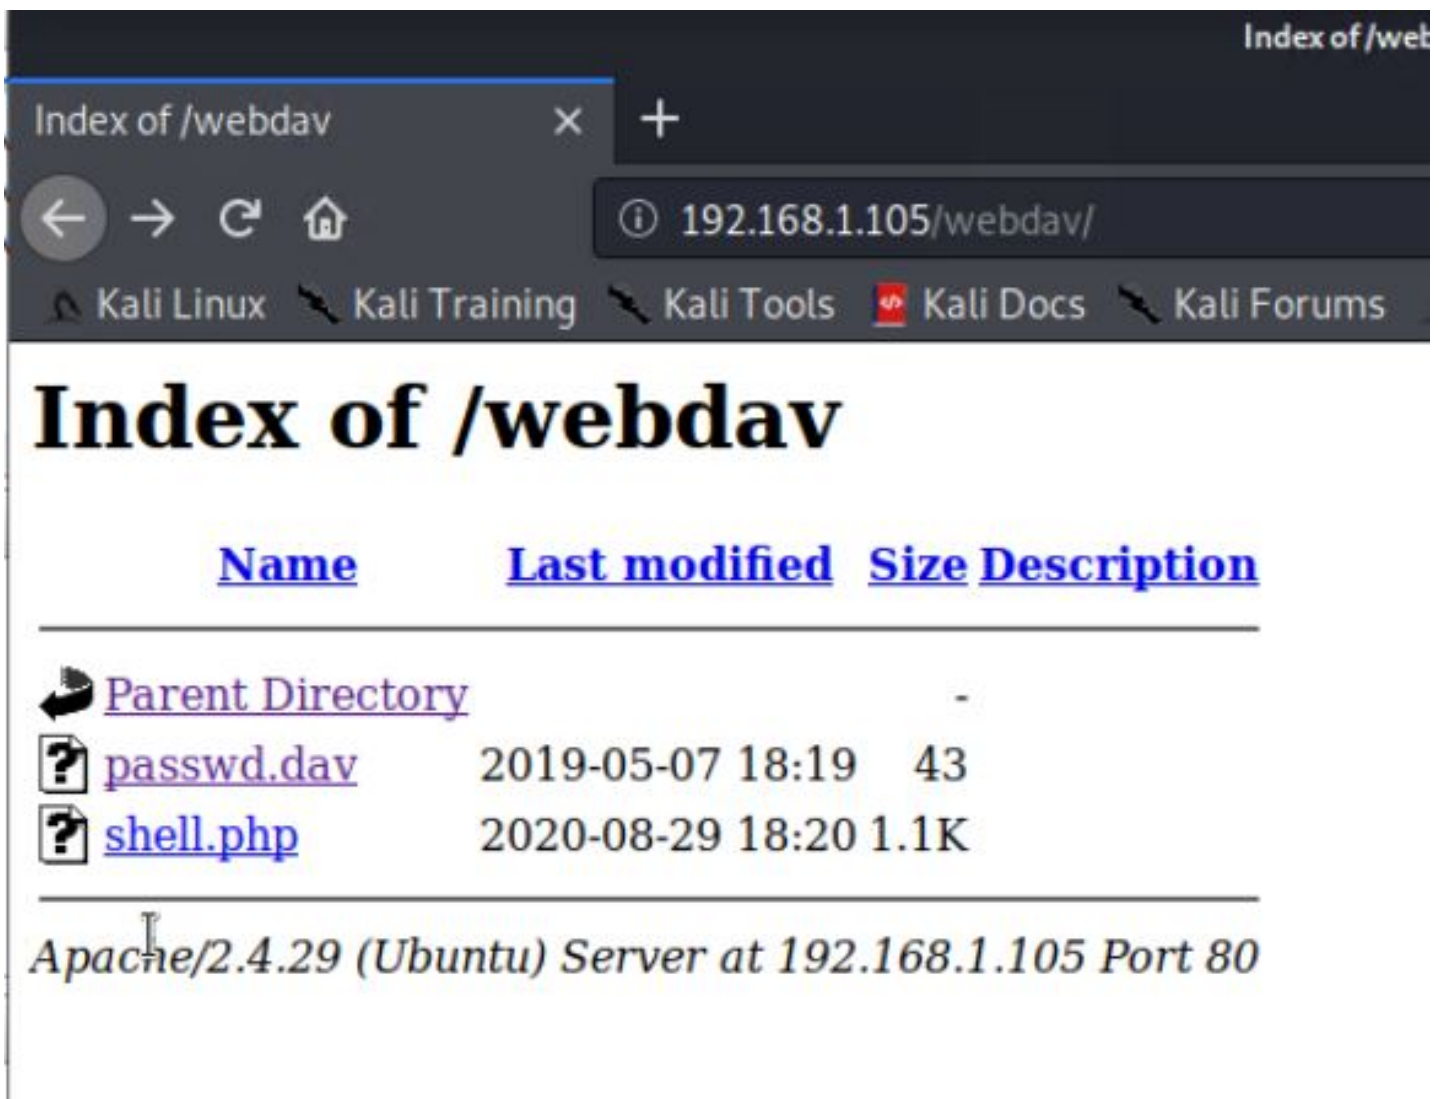 Index of /web
Index of /webdav
192.168.1.105/webdav/
Kali Linux Kali Training Kali Tools Kali Docs Kali Forums
Index of /webdav
Name Last modified Size Description
Parent Directory -
passwd.dav 2019-05-07 18:19 43
shell.php 2020-08-29 18:20 1.1K
Apache/2.4.29 (Ubuntu) Server at 192.168.1.105 Port 80